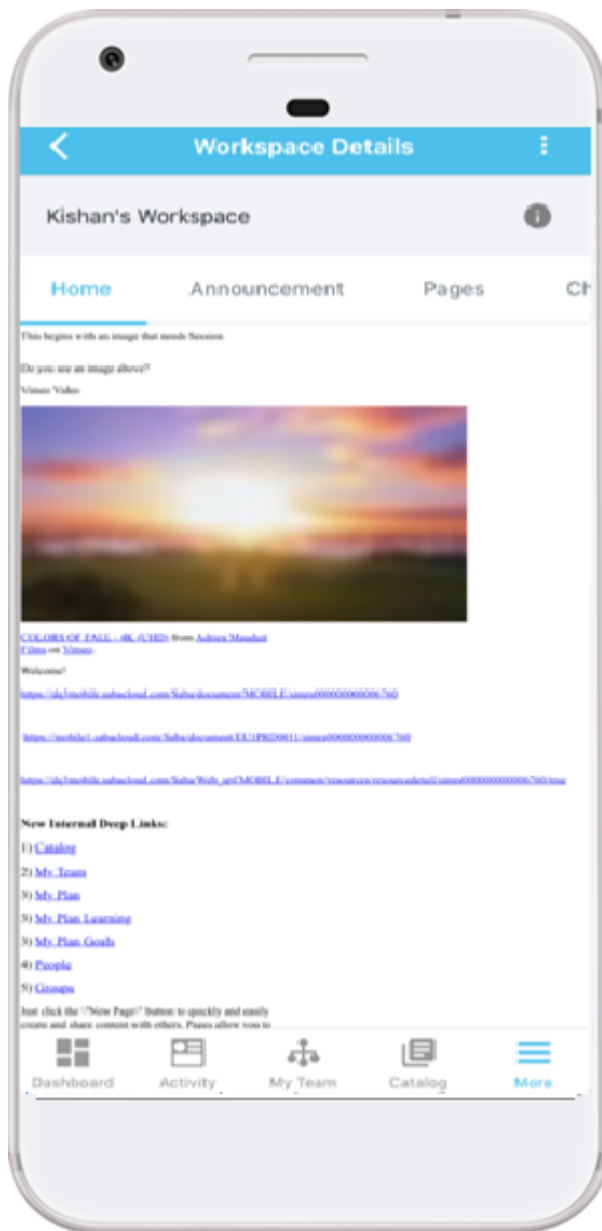 Workspace Details
Kishan's Workspace
Home Announcement Pages Ch
This begins with an image that needs Session
Do you see an image above?
Vimeo Video
COLORS OF FALL - (4K (UHD) from Adrien Mauduit
Films on Vimeo.
Welcome!
New Internal Deep Links:
1) Catalog
2) My Team
3) My Plan
3) My Plan Learning
3) My Plan Goals
4) People
5) Groups
Just click the \"New Page\" button to quickly and easily
create and share content with others. Pages allow you to
Dashboard Activity My Team Catalog More